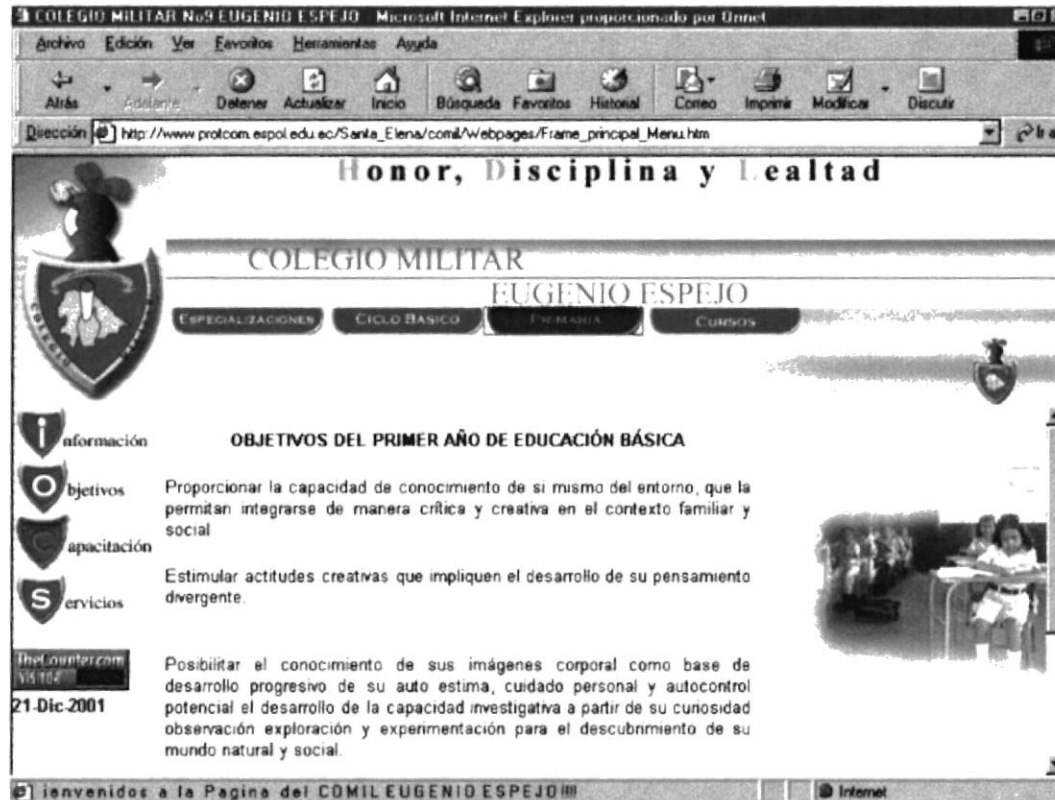 COLEGIO MILITAR No9 EUGENIO ESPEJO - Microsoft Internet Explorer proporcionado por Onnet
Archivo Edición Ver Favoritos Herramientas Ayuda
Atrás Adelante Detener Actualizar Inicio Búsqueda Favoritos Historial Correo Imprimir Modificar Discutir
Dirección http://www.protcom.espol.edu.ec/Santa_Elena/comil/Webpages/Frame_principal_Menu.htm Ir a
Honor, Disciplina y Lealtad
COLEGIO MILITAR
EUGENIO ESPEJO
ESPECIALIZACIONES CICLO BÁSICO PRIMARIA CURSOS
COLEGIO
Información
Objetivos
Capacitación
Servicios
TheCounter.com
VISITOR
21-Dic-2001
OBJETIVOS DEL PRIMER AÑO DE EDUCACIÓN BÁSICA
Proporcionar la capacidad de conocimiento de si mismo del entorno, que la
permitan integrarse de manera crítica y creativa en el contexto familiar y
social
Estimular actitudes creativas que impliquen el desarrollo de su pensamiento
divergente.
Posibilitar el conocimiento de sus imágenes corporal como base de
desarrollo progresivo de su auto estima, cuidado personal y autocontrol
potencial el desarrollo de la capacidad investigativa a partir de su curiosidad
observación exploración y experimentación para el descubrimiento de su
mundo natural y social.
ienvenidos a la Pagina del COMIL EUGENIO ESPEJO!!!! Internet